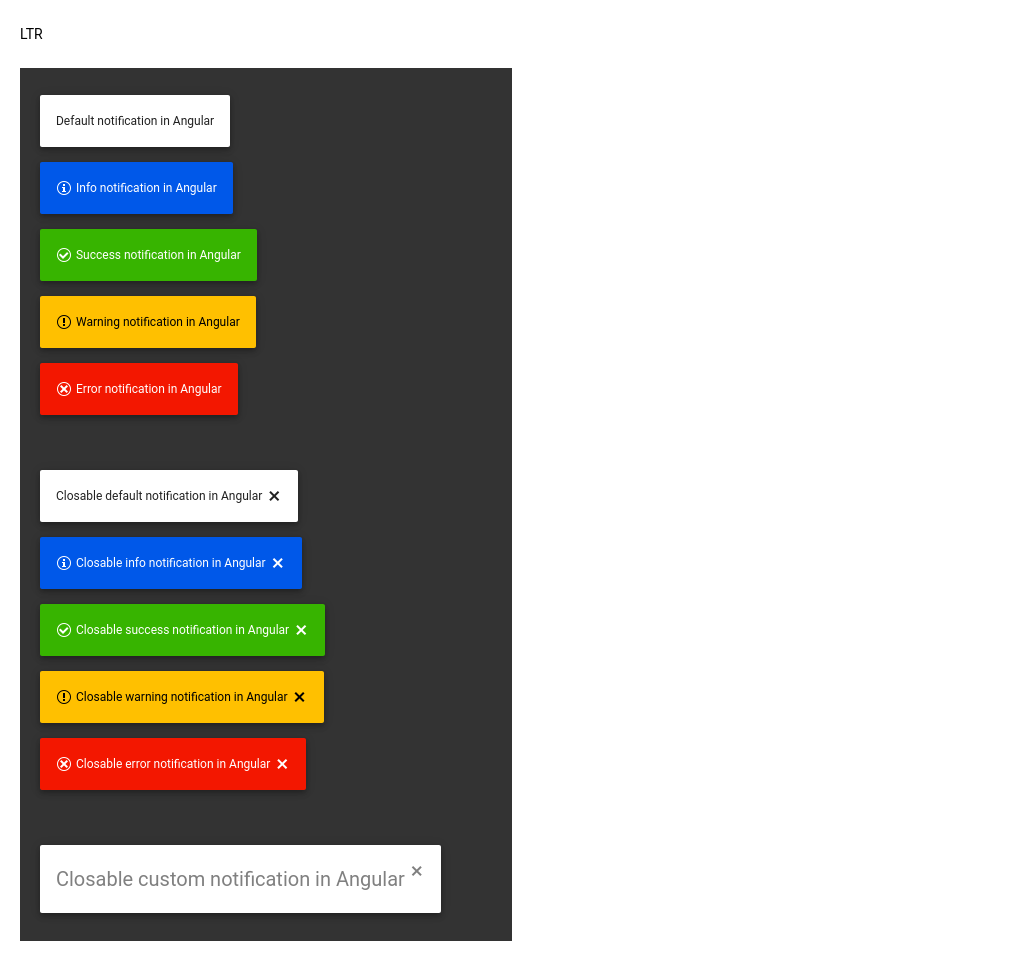 LTR
Default notification in Angular
Info notification in Angular
Success notification in Angular
Warning notification in Angular
Error notification in Angular
Closable default notification in Angular
Closable info notification in Angular
Closable success notification in Angular
Closable warning notification in Angular
Closable error notification in Angular
Closable custom notification in Angular